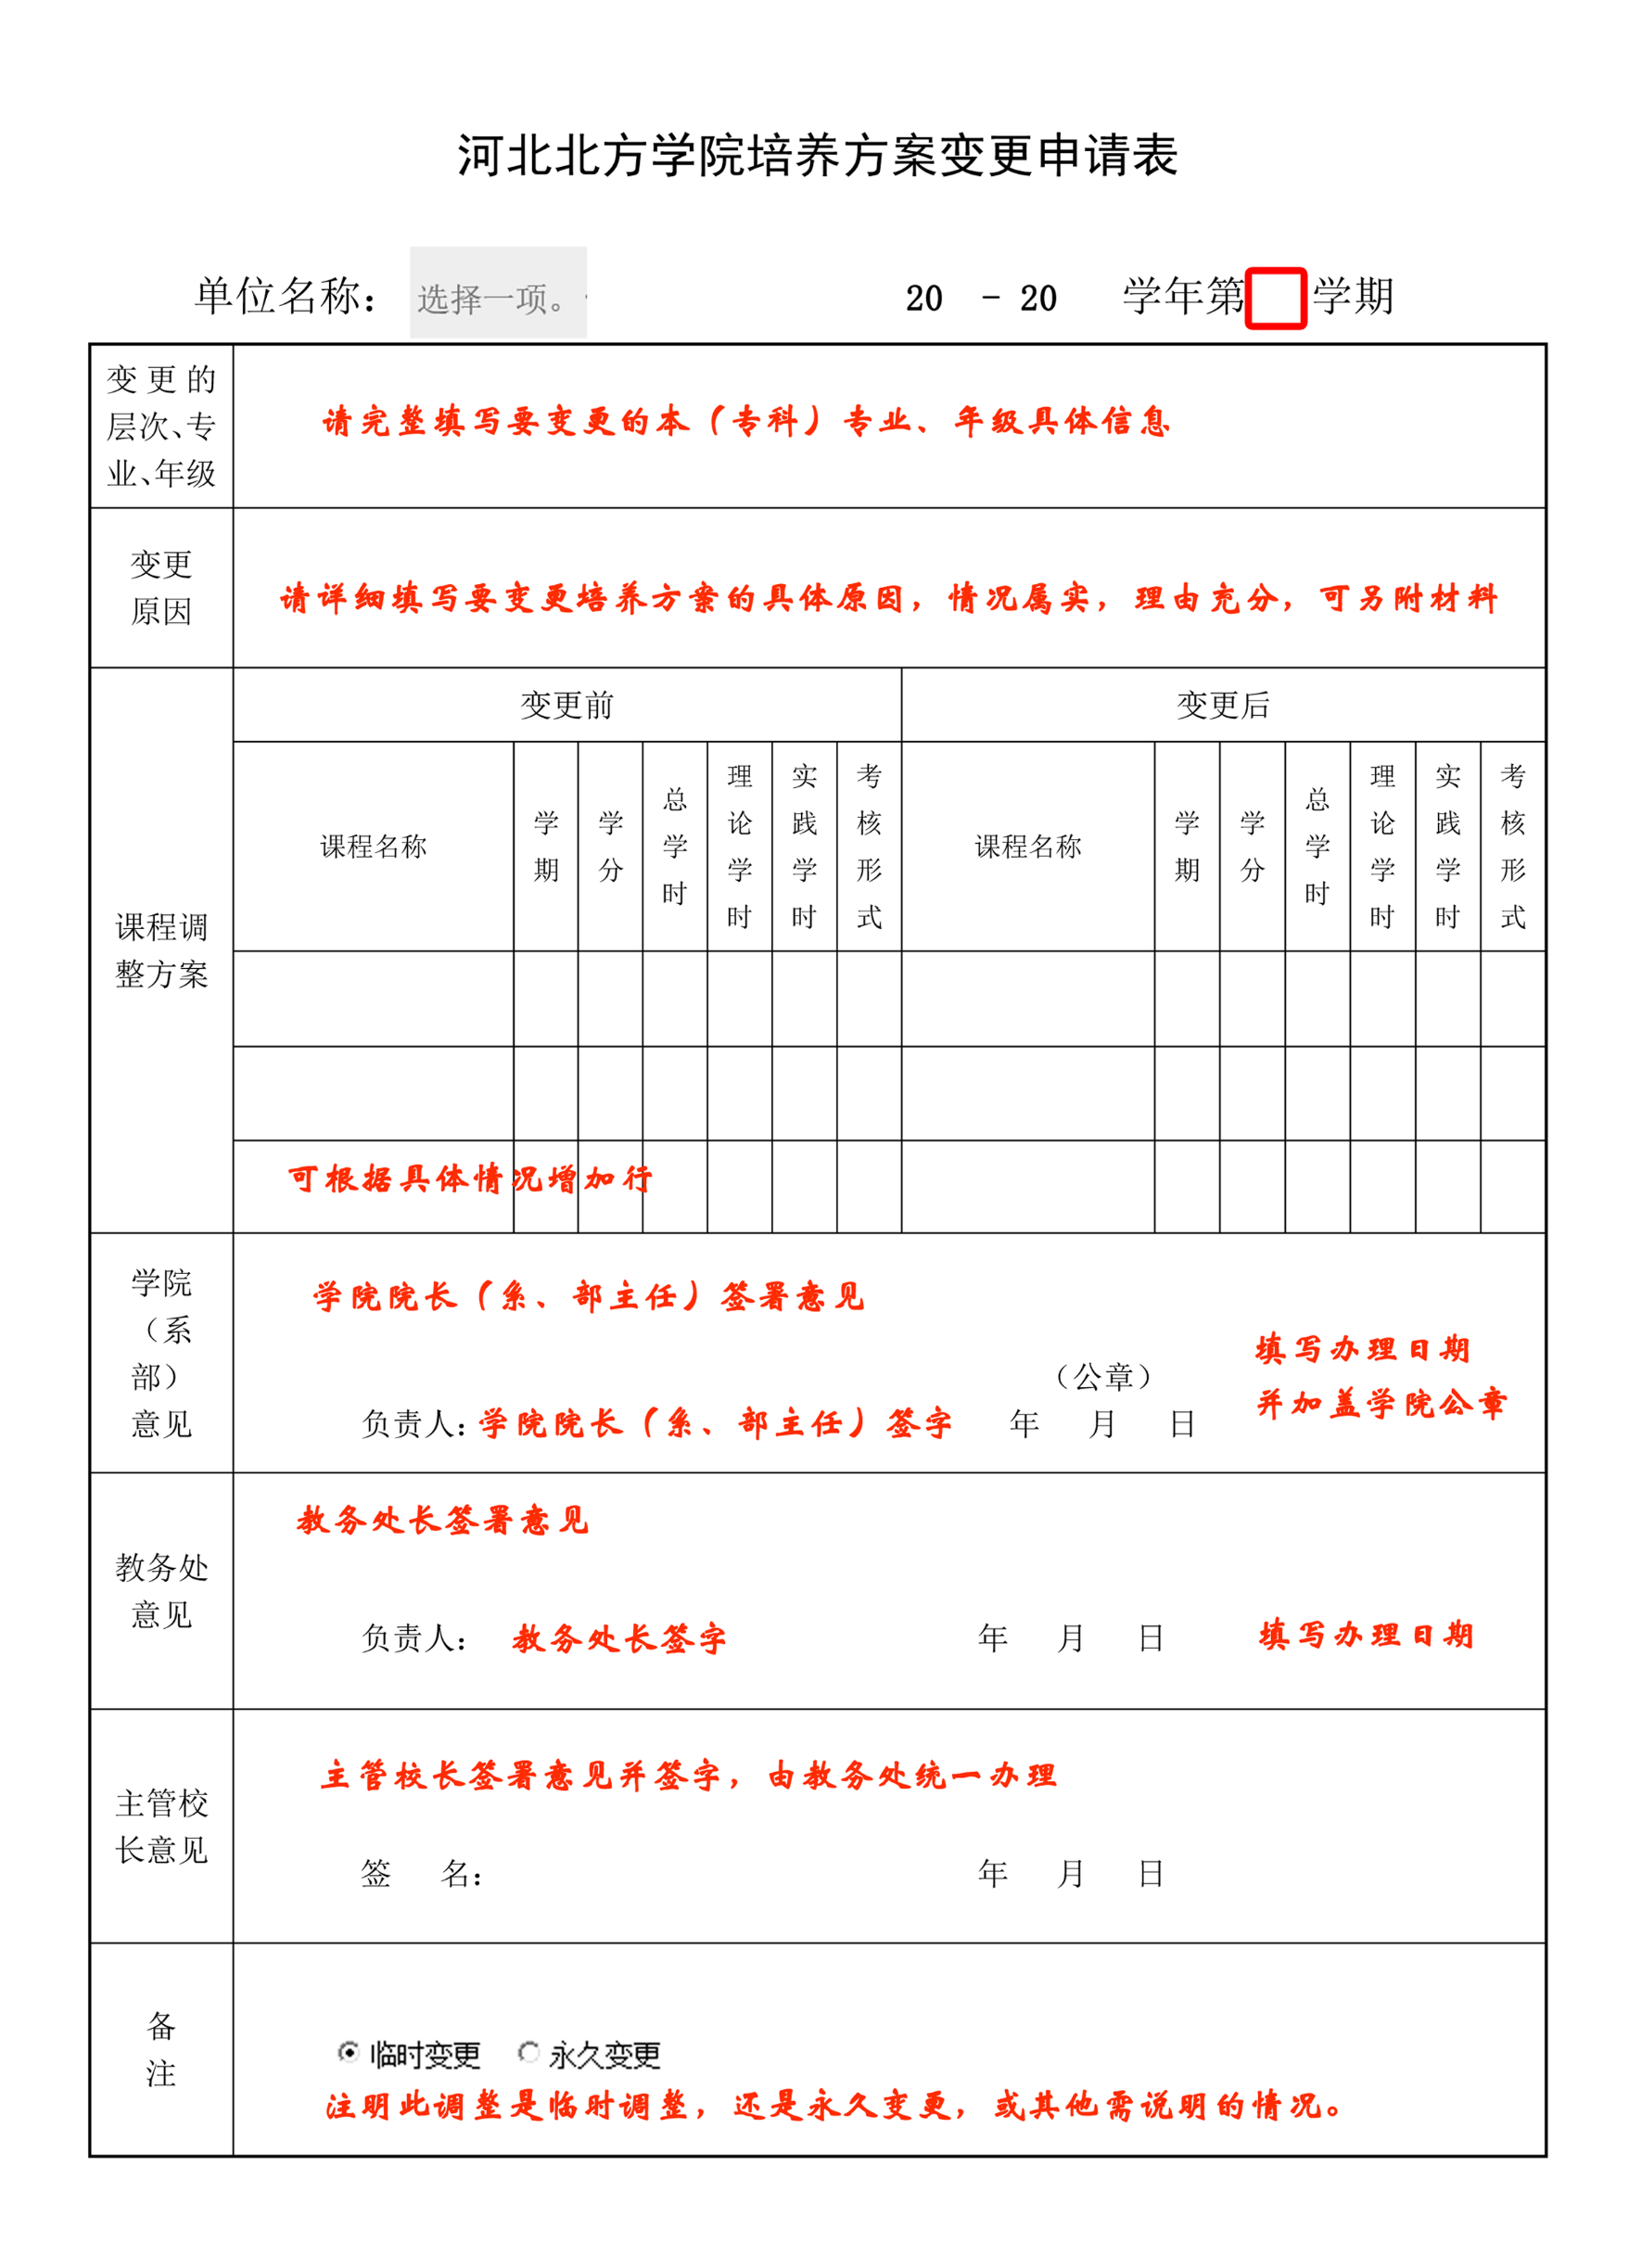 河北北方学院培养方案变更申请表
单位名称： 选择一项。 20 - 20 学年第 学期
变更的
层次、专
业、年级
请完整填写要变更的本（专科）专业、年级具体信息
变更
原因
请详细填写要变更培养方案的具体原因，情况属实，理由充分，可另附材料
课程调
整方案
变更前 变更后
课程名称 学期 学分 总学时 理论学时 实践学时 考核形式 课程名称 学期 学分 总学时 理论学时 实践学时 考核形式
可根据具体情况增加行
学院
（系
部）
意见
学院院长（系、部主任）签署意见
（公章）
负责人：学院院长（系、部主任）签字 年 月 日
填写办理日期
并加盖学院公章
教务处
意见
教务处长签署意见
负责人： 教务处长签字 年 月 日 填写办理日期
主管校
长意见
主管校长签署意见并签字，由教务处统一办理
签 名： 年 月 日
备
注
临时变更 永久变更
注明此调整是临时调整，还是永久变更，或其他需说明的情况。